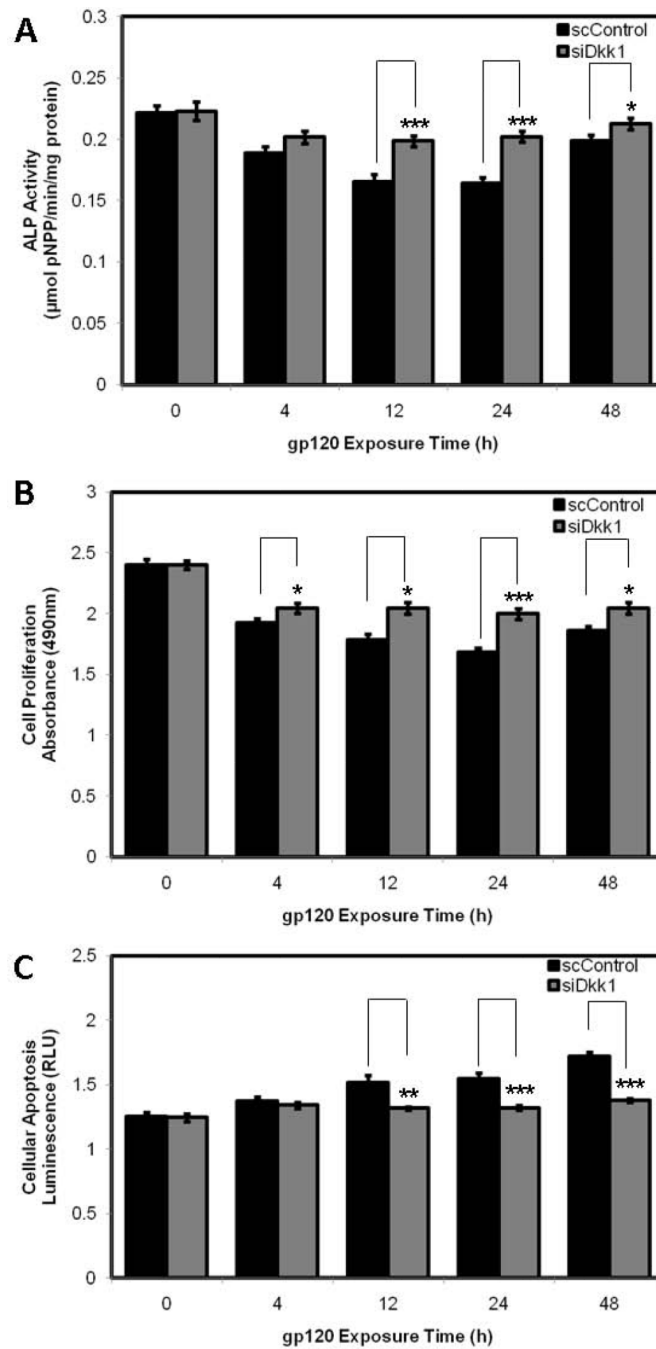 A
0.3
0.25
0.2
0.15
0.1
0.05
0
ALP Activity
(µmol pNPP/min/mg protein)
scControl
siDkk1
***
***
*
0 4 12 24 48
gp120 Exposure Time (h)
B
3
2.5
2
1.5
1
0.5
0
Cell Proliferation
Absorbance (490nm)
scControl
siDkk1
*
*
***
*
0 4 12 24 48
gp120 Exposure Time (h)
C
2.5
2
1.5
1
0.5
0
Cellular Apoptosis
Luminescence (RLU)
scControl
siDkk1
**
***
***
0 4 12 24 48
gp120 Exposure Time (h)